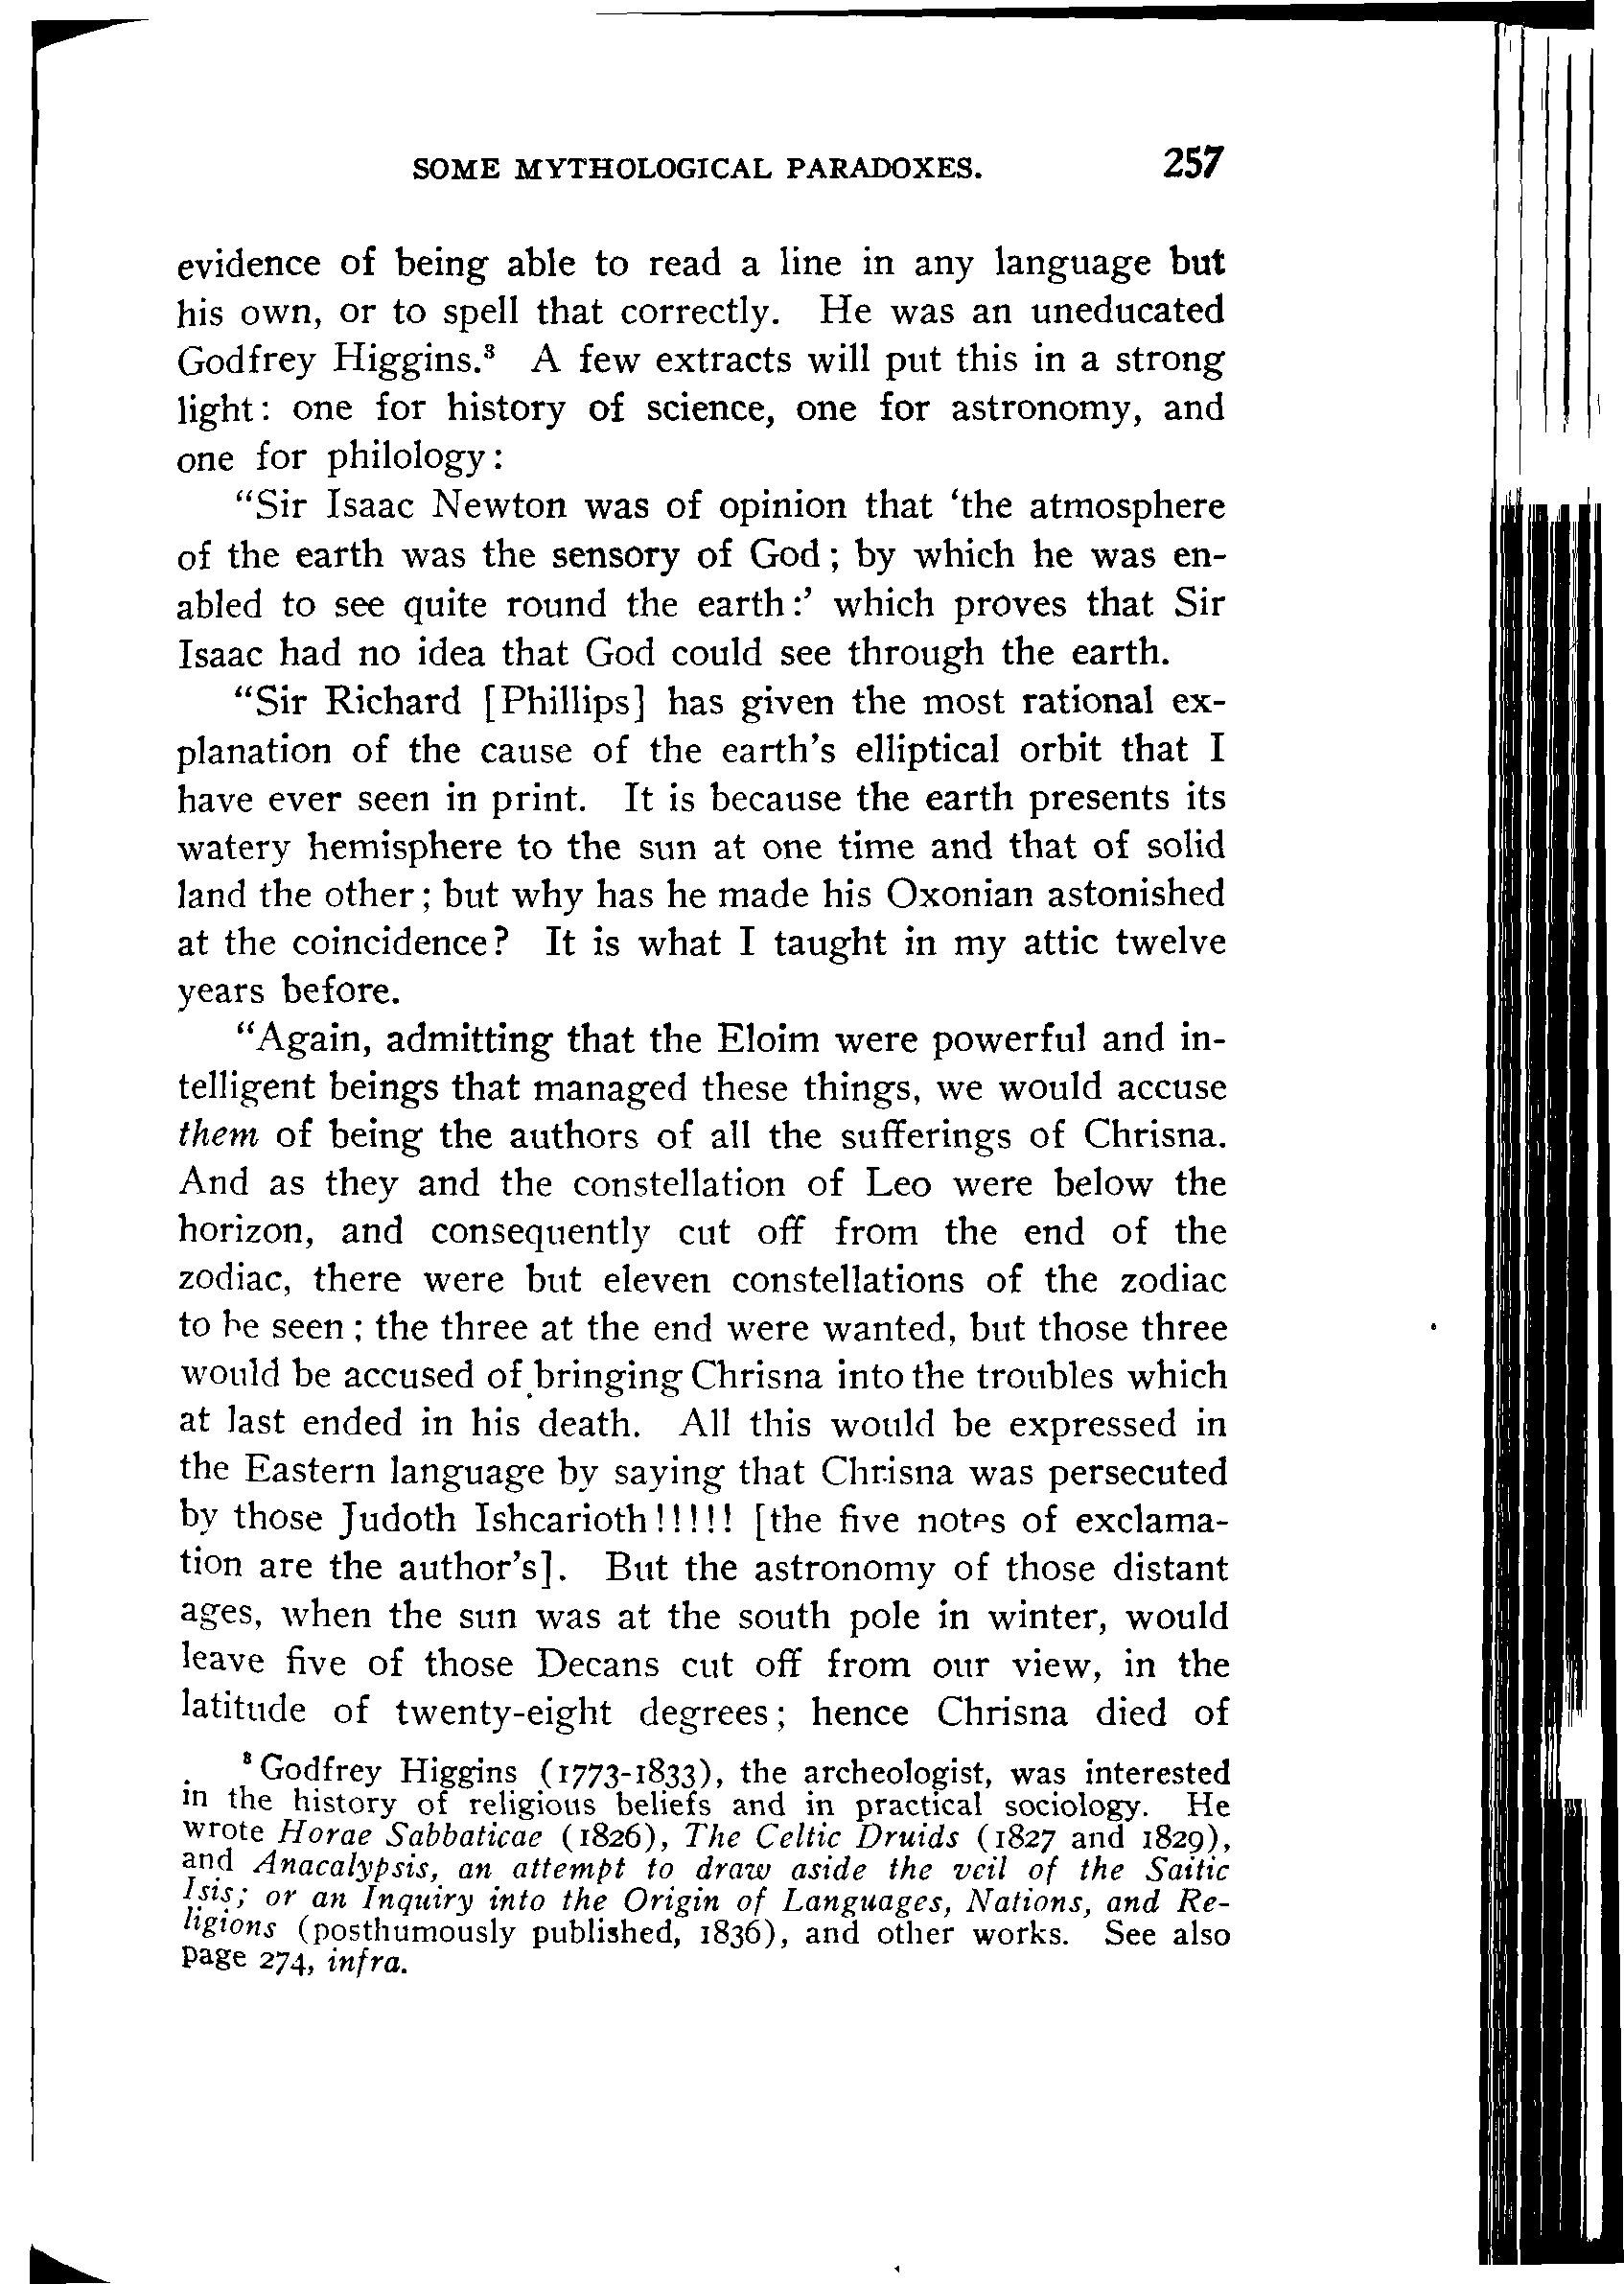 SOME MYTHOLOGICAL PARADOXES. 257
evidence of being able to read a line in any language but
his own, or to spell that correctly. He was an uneducated
Godfrey Higgins.³ A few extracts will put this in a strong
light: one for history of science, one for astronomy, and
one for philology:
"Sir Isaac Newton was of opinion that 'the atmosphere
of the earth was the sensory of God; by which he was en-
abled to see quite round the earth:' which proves that Sir
Isaac had no idea that God could see through the earth.
"Sir Richard [Phillips] has given the most rational ex-
planation of the cause of the earth's elliptical orbit that I
have ever seen in print. It is because the earth presents its
watery hemisphere to the sun at one time and that of solid
land the other; but why has he made his Oxonian astonished
at the coincidence? It is what I taught in my attic twelve
years before.
"Again, admitting that the Eloim were powerful and in-
telligent beings that managed these things, we would accuse
them of being the authors of all the sufferings of Chrisna.
And as they and the constellation of Leo were below the
horizon, and consequently cut off from the end of the
zodiac, there were but eleven constellations of the zodiac
to be seen; the three at the end were wanted, but those three
would be accused of bringing Chrisna into the troubles which
at last ended in his death. All this would be expressed in
the Eastern language by saying that Chrisna was persecuted
by those Judoth Ishcarioth!!!!! [the five notes of exclama-
tion are the author's]. But the astronomy of those distant
ages, when the sun was at the south pole in winter, would
leave five of those Decans cut off from our view, in the
latitude of twenty-eight degrees; hence Chrisna died of
³ Godfrey Higgins (1773-1833), the archeologist, was interested
in the history of religious beliefs and in practical sociology. He
wrote Horae Sabbaticae (1826), The Celtic Druids (1827 and 1829),
and Anacalypsis, an attempt to draw aside the veil of the Saitic
Isis; or an Inquiry into the Origin of Languages, Nations, and Re-
ligions (posthumously published, 1836), and other works. See also
page 274, infra.